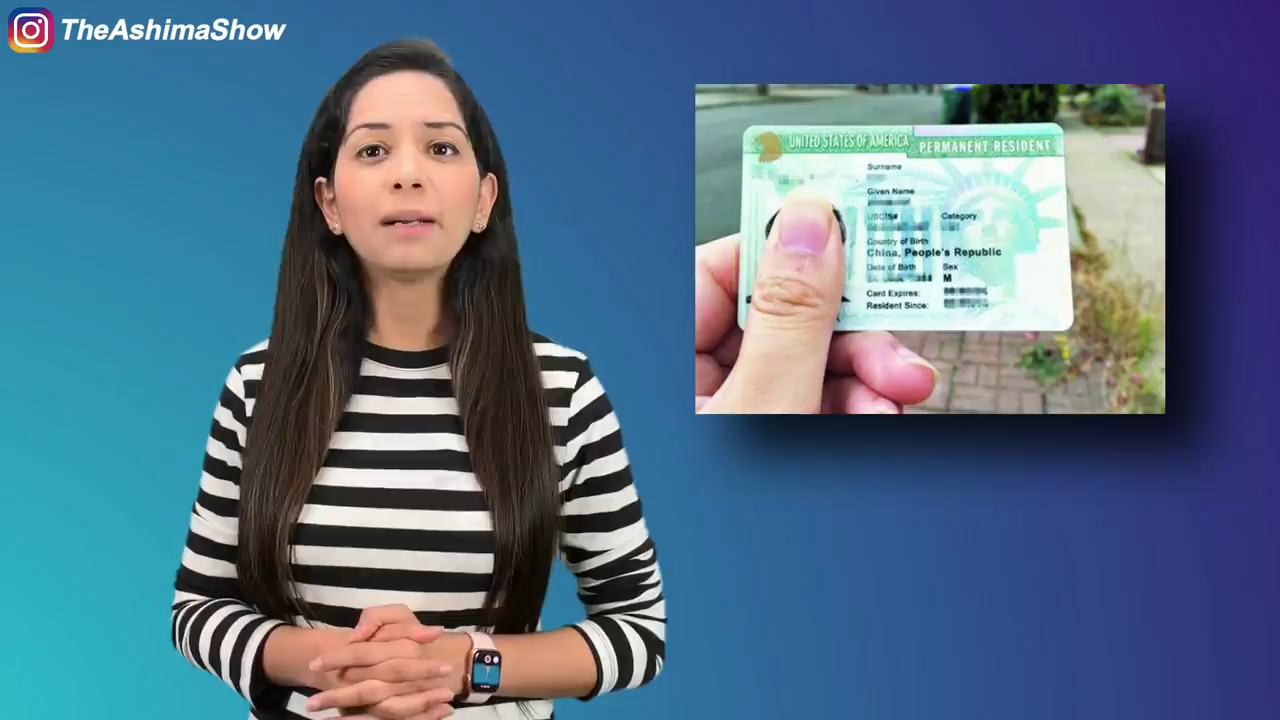 TheAshimaShow
UNITED STATES OF AMERICA
PERMANENT RESIDENT
Surname
Given Name
USCIS# Category
Country of Birth
China, People's Republic
Date of Birth Sex
M
Card Expires:
Resident Since: